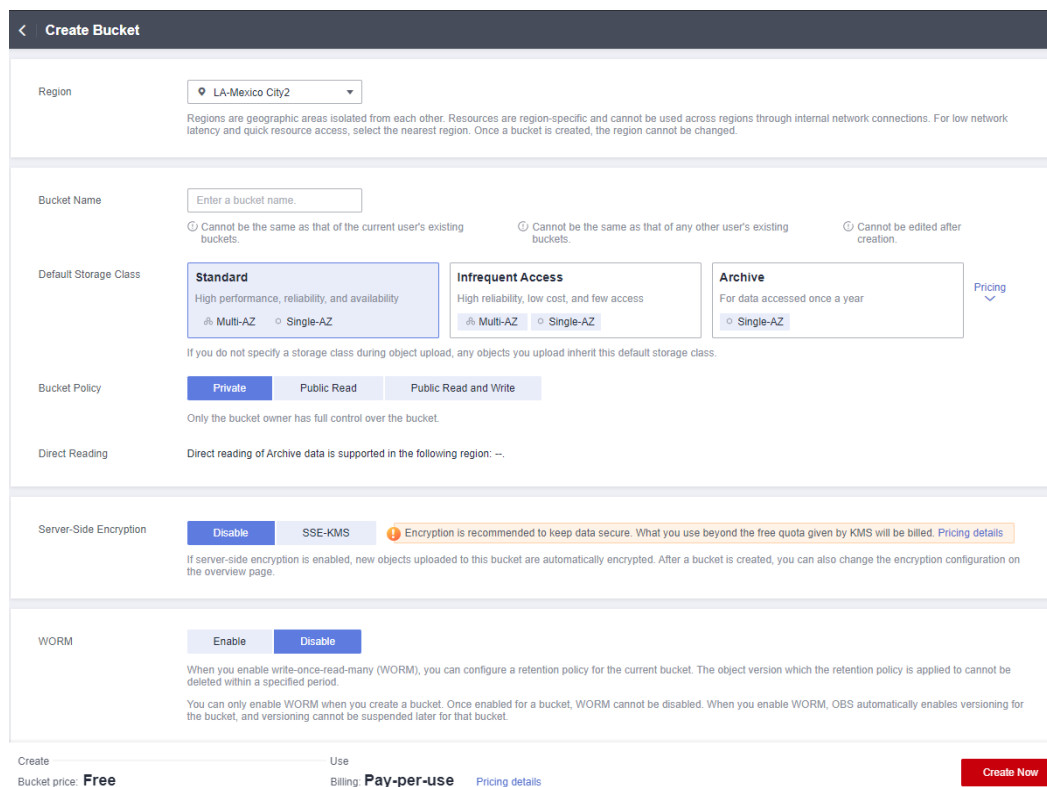 Create Bucket
Region
LA-Mexico City2
Regions are geographic areas isolated from each other. Resources are region-specific and cannot be used across regions through internal network connections. For low network
latency and quick resource access, select the nearest region. Once a bucket is created, the region cannot be changed.
Bucket Name
Enter a bucket name.
Cannot be the same as that of the current user's existing
buckets.
Cannot be the same as that of any other user's existing
buckets.
Cannot be edited after
creation.
Default Storage Class
Standard
High performance, reliability, and availability
Multi-AZ Single-AZ
Infrequent Access
High reliability, low cost, and few access
Multi-AZ Single-AZ
Archive
For data accessed once a year
Single-AZ
Pricing
If you do not specify a storage class during object upload, any objects you upload inherit this default storage class.
Bucket Policy
Private Public Read Public Read and Write
Only the bucket owner has full control over the bucket.
Direct Reading
Direct reading of Archive data is supported in the following region: --.
Server-Side Encryption
Disable SSE-KMS
Encryption is recommended to keep data secure. What you use beyond the free quota given by KMS will be billed. Pricing details
If server-side encryption is enabled, new objects uploaded to this bucket are automatically encrypted. After a bucket is created, you can also change the encryption configuration on
the overview page.
WORM
Enable Disable
When you enable write-once-read-many (WORM), you can configure a retention policy for the current bucket. The object version which the retention policy is applied to cannot be
deleted within a specified period.
You can only enable WORM when you create a bucket. Once enabled for a bucket, WORM cannot be disabled. When you enable WORM, OBS automatically enables versioning for
the bucket, and versioning cannot be suspended later for that bucket.
Create
Bucket price: Free
Use
Billing: Pay-per-use Pricing details
Create Now